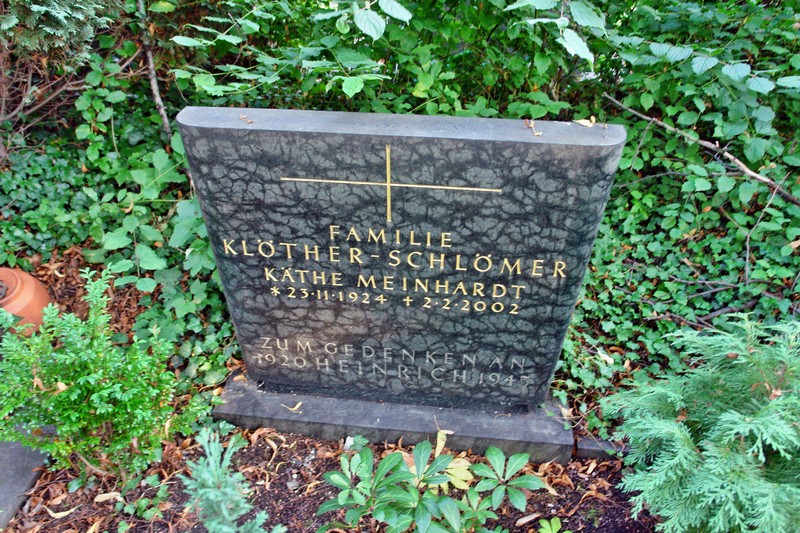 FAMILIE
KLÖTHER-SCHLÖMER
KÄTHE MEINHARDT
*23·11·1924 +2·2·2002
ZUM GEDENKEN AN
1920 HEINRICH 1945